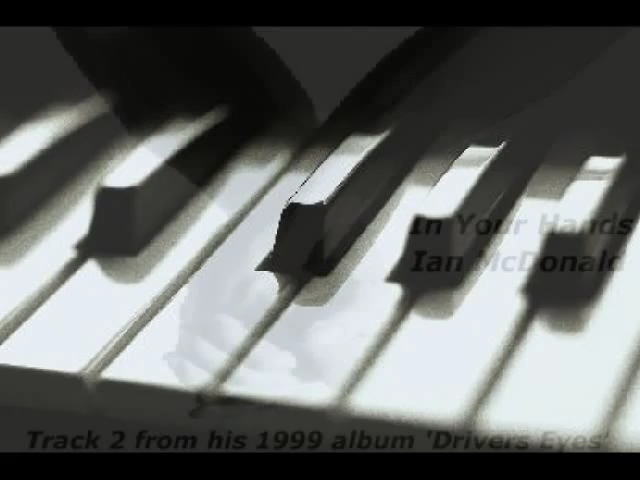 In Your Hands
Ian McDonald
Track 2 from his 1999 album 'Drivers Eyes'